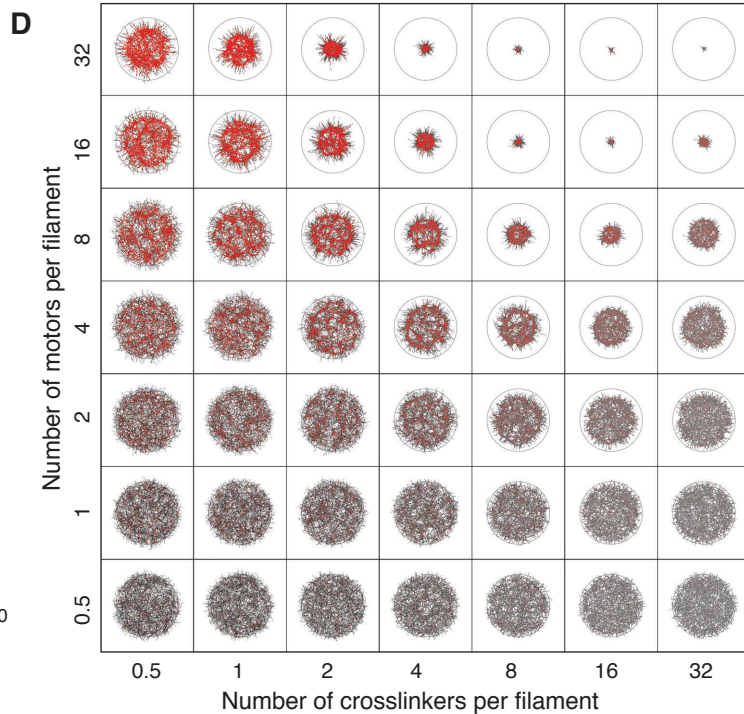 D
Number of motors per filament
32
16
8
4
2
1
0.5
0
0.5 1 2 4 8 16 32
Number of crosslinkers per filament